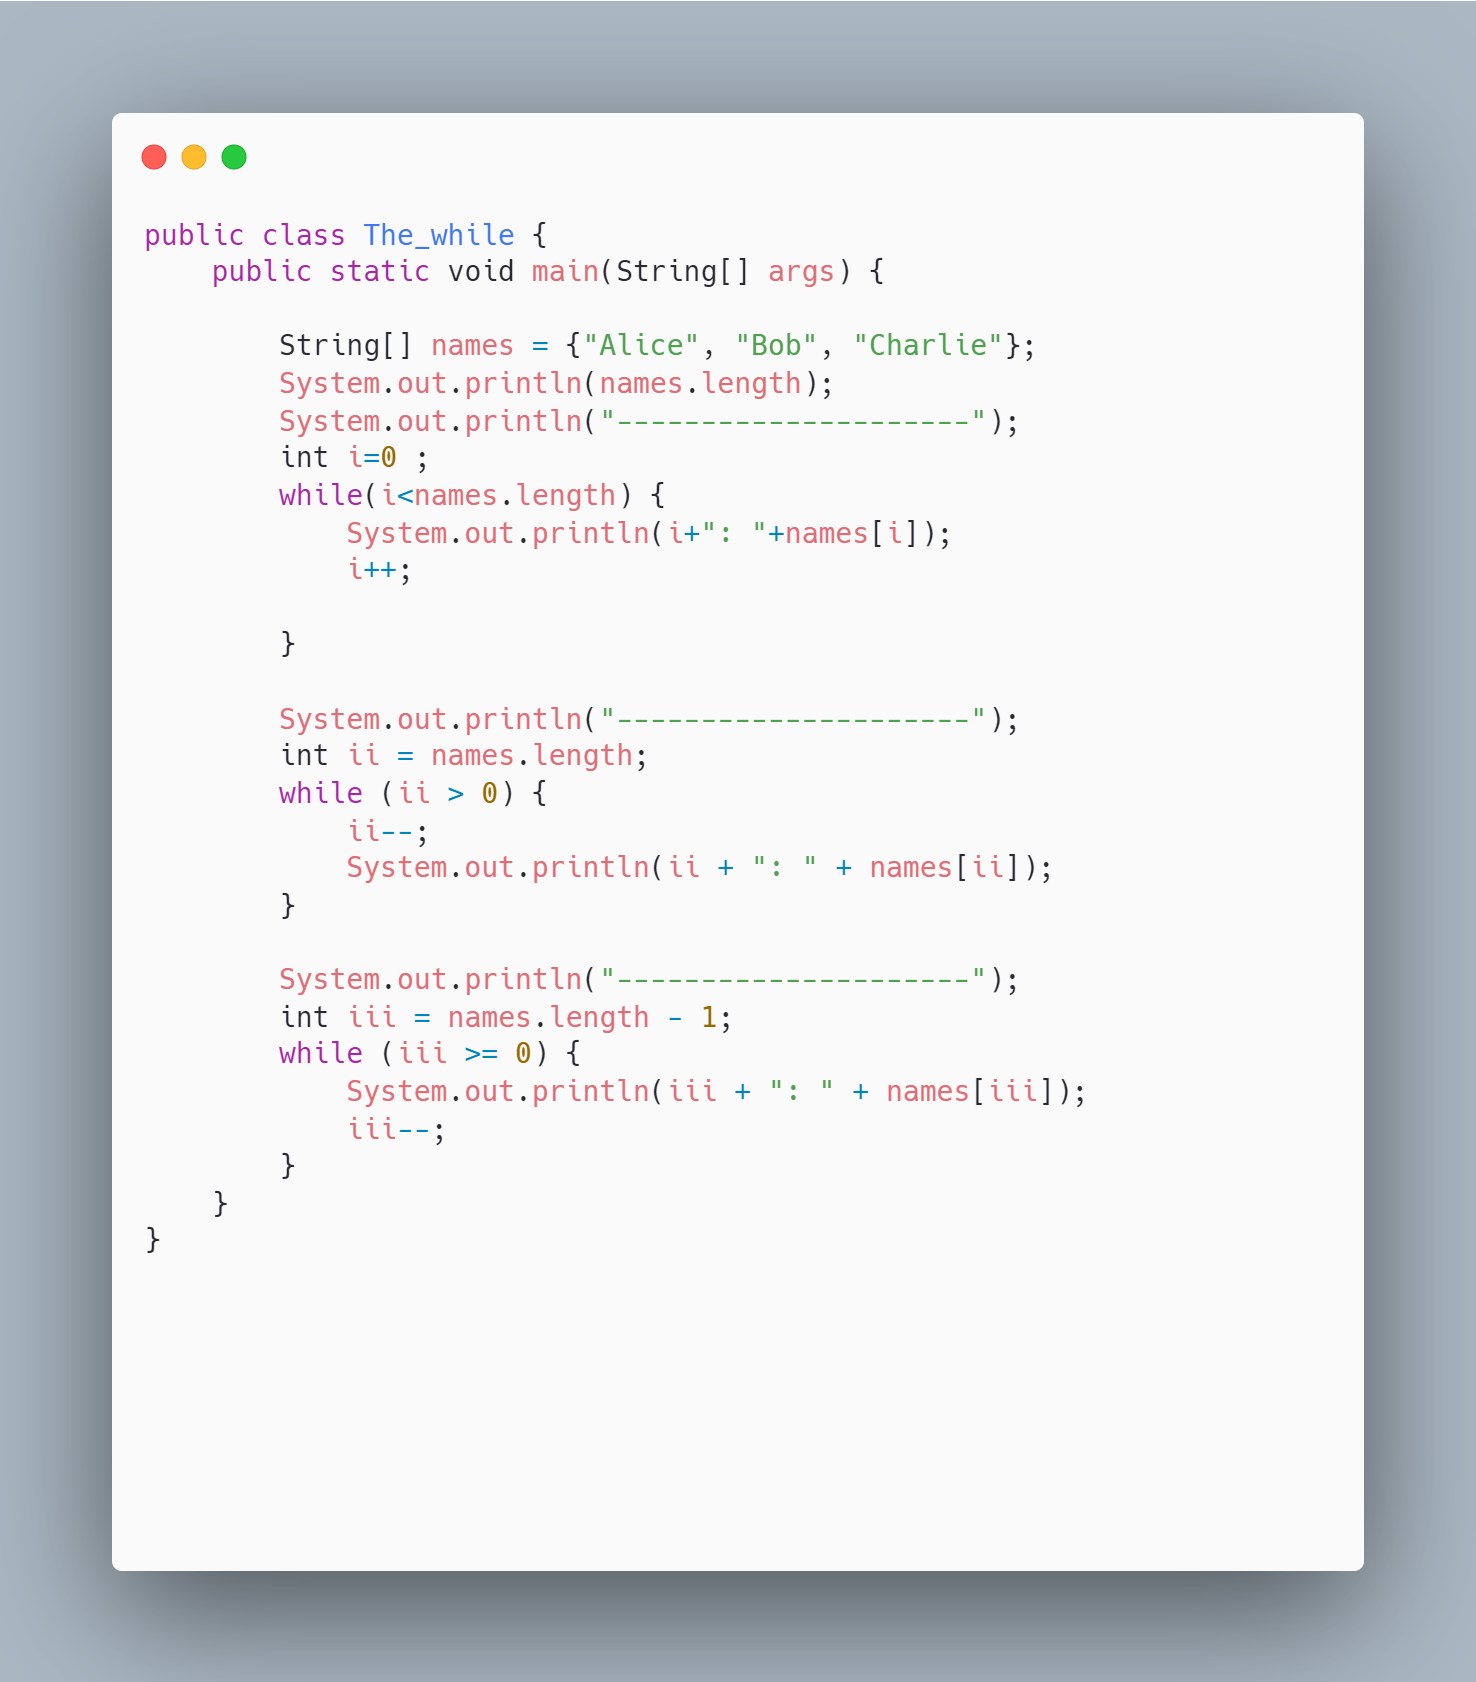 public class The_while {
    public static void main(String[] args) {

        String[] names = {"Alice", "Bob", "Charlie"};
        System.out.println(names.length);
        System.out.println("---------------------");
        int i=0 ;
        while(i<names.length) {
            System.out.println(i+": "+names[i]);
            i++;

        }

        System.out.println("---------------------");
        int ii = names.length;
        while (ii > 0) {
            ii--;
            System.out.println(ii + ": " + names[ii]);
        }

        System.out.println("---------------------");
        int iii = names.length - 1;
        while (iii >= 0) {
            System.out.println(iii + ": " + names[iii]);
            iii--;
        }
    }
}